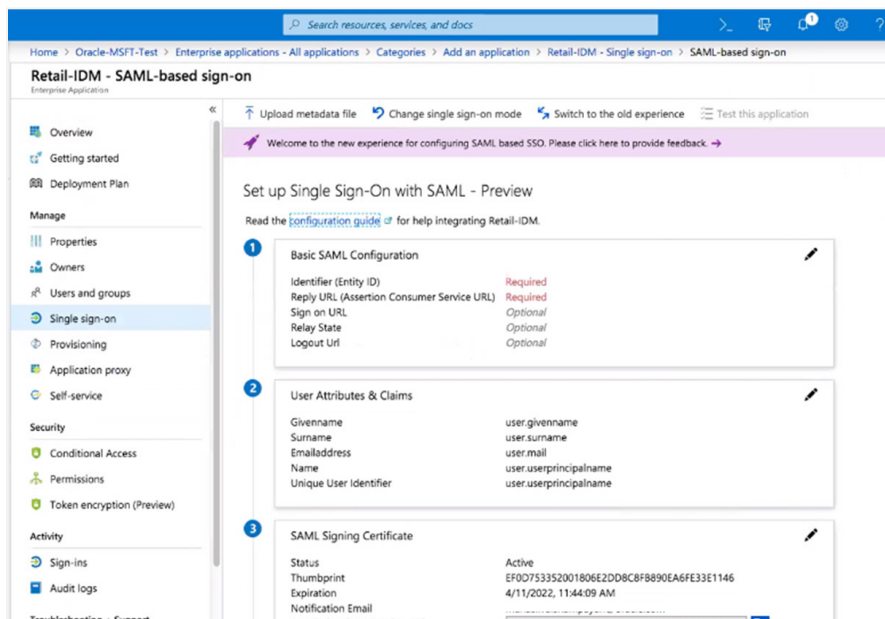 Search resources, services, and docs
1
Home > Oracle-MSFT-Test > Enterprise applications - All applications > Categories > Add an application > Retail-IDM - Single sign-on > SAML-based sign-on
Retail-IDM - SAML-based sign-on
Enterprise Application
Upload metadata file Change single sign-on mode Switch to the old experience Test this application
Welcome to the new experience for configuring SAML based SSO. Please click here to provide feedback. →
Overview
Getting started
Deployment Plan
Manage
Properties
Owners
Users and groups
Single sign-on
Provisioning
Application proxy
Self-service
Security
Conditional Access
Permissions
Token encryption (Preview)
Activity
Sign-ins
Audit logs
Set up Single Sign-On with SAML - Preview
Read the configuration guide for help integrating Retail-IDM.
1
Basic SAML Configuration
Identifier (Entity ID) Required
Reply URL (Assertion Consumer Service URL) Required
Sign on URL Optional
Relay State Optional
Logout Url Optional
2
User Attributes & Claims
Givenname user.givenname
Surname user.surname
Emailaddress user.mail
Name user.userprincipalname
Unique User Identifier user.userprincipalname
3
SAML Signing Certificate
Status Active
Thumbprint EF0D753352001806E2DD8C8FB890EA6FE33E1146
Expiration 4/11/2022, 11:44:09 AM
Notification Email